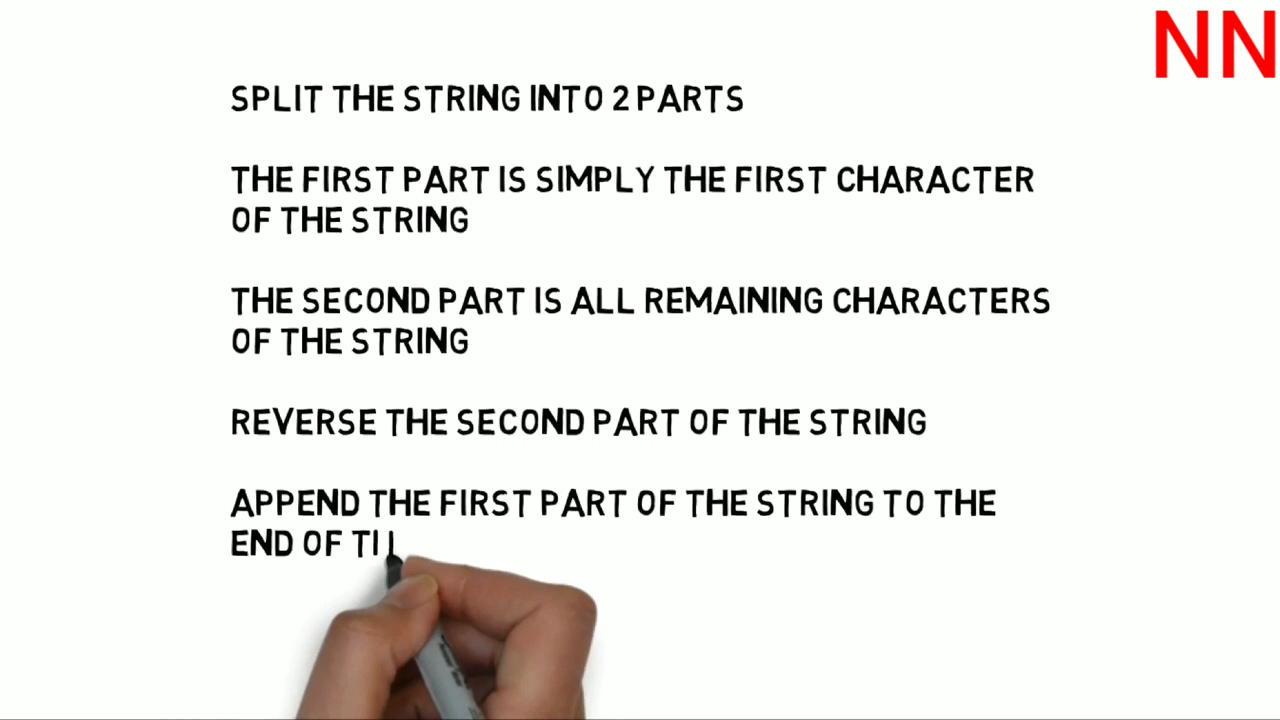 NN
SPLIT THE STRING INTO 2 PARTS
THE FIRST PART IS SIMPLY THE FIRST CHARACTER
OF THE STRING
THE SECOND PART IS ALL REMAINING CHARACTERS
OF THE STRING
REVERSE THE SECOND PART OF THE STRING
APPEND THE FIRST PART OF THE STRING TO THE
END OF